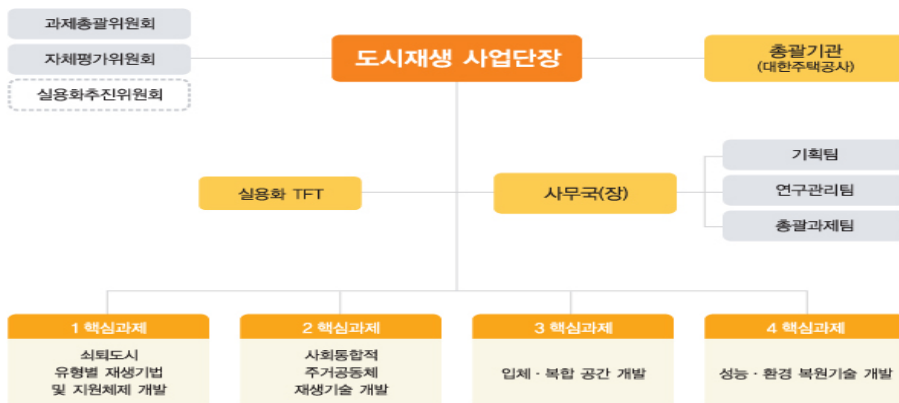 과제총괄위원회
자체평가위원회
실용화추진위원회
도시재생 사업단장
총괄기관
(대한주택공사)
실용화 TFT
사무국(장)
기획팀
연구관리팀
총괄과제팀
1 핵심과제
쇠퇴도시
유형별 재생기법
및 지원체제 개발
2 핵심과제
사회통합적
주거공동체
재생기술 개발
3 핵심과제
입체 · 복합 공간 개발
4 핵심과제
성능 · 환경 복원기술 개발